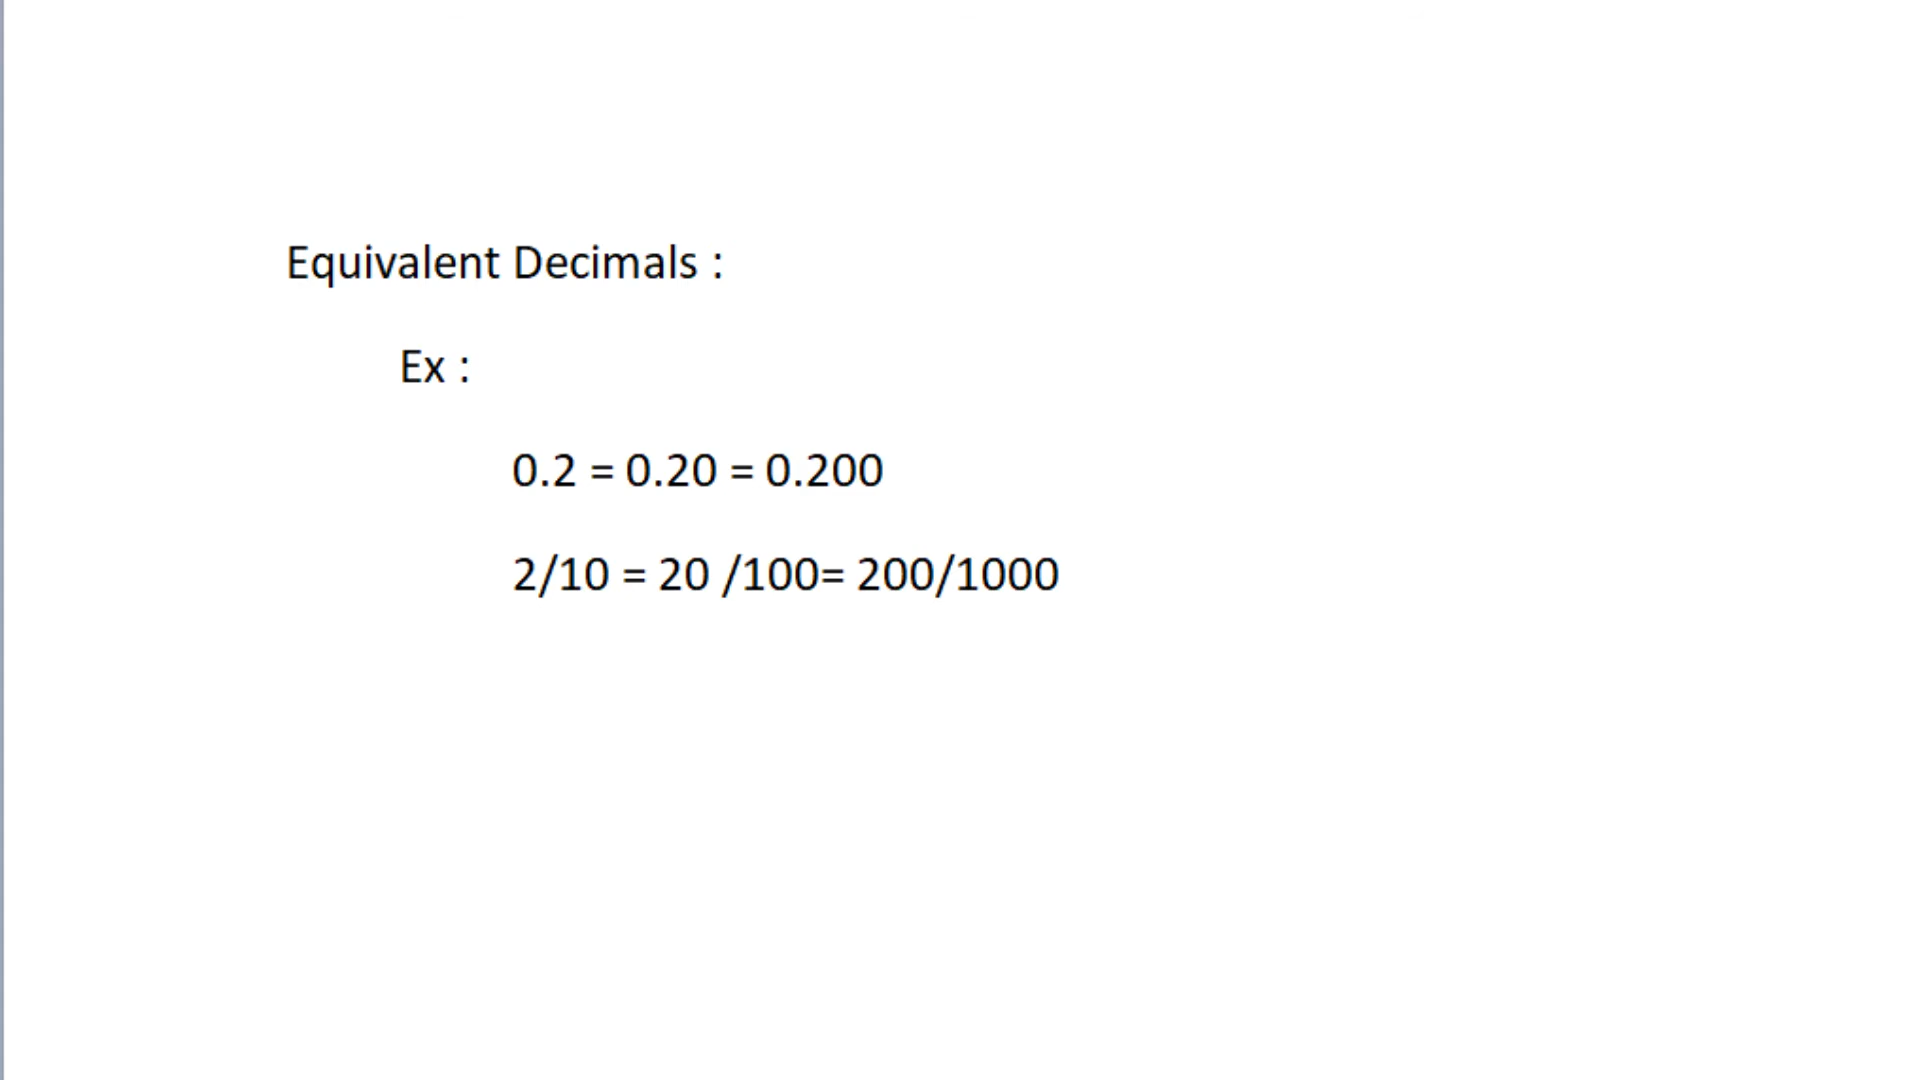 Equivalent Decimals :
Ex :
0.2 = 0.20 = 0.200
2/10 = 20 /100= 200/1000